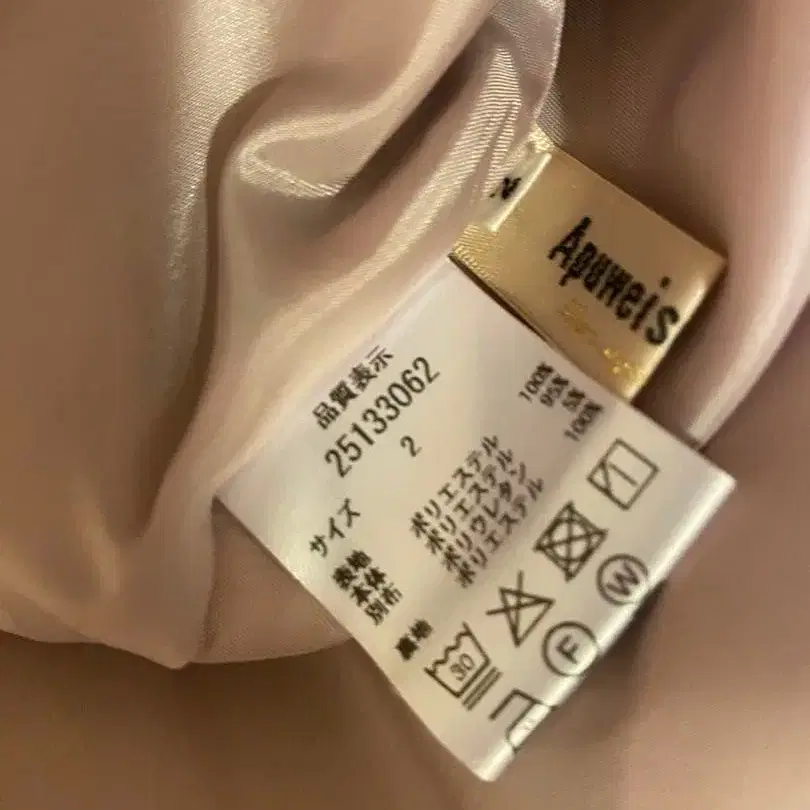 Apuweis
品質表示
25133062
サイズ 2
表地
本体 ポリエステル 100%
別布 ポリエステル 95%
ポリウレタン 5%
裏地 ポリエステル 100%
30
F
W